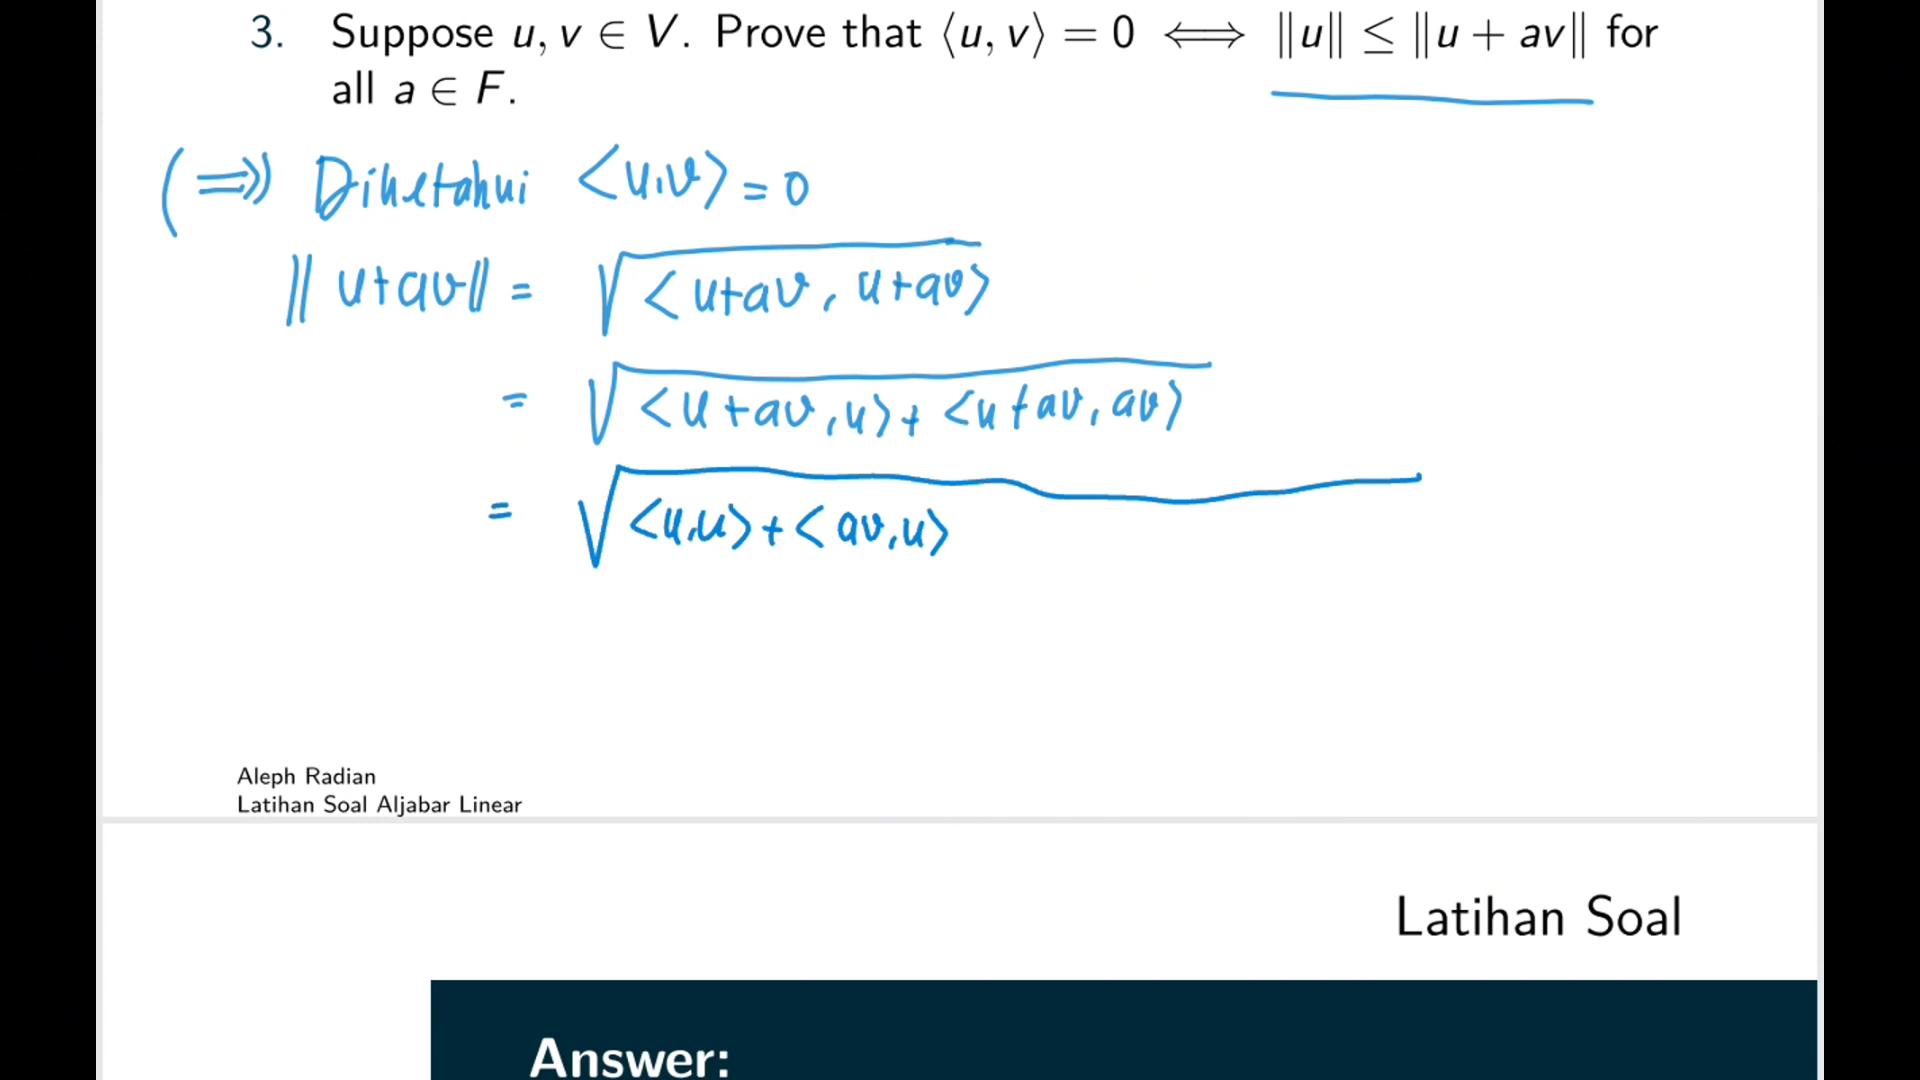 3. Suppose u, v ∈ V. Prove that ⟨u, v⟩ = 0 ⟺ ‖u‖ ≤ ‖u + av‖ for
all a ∈ F.
(⇒) Diketahui <u,v> = 0
‖u+av‖ = √<u+av, u+av>
= √<u+av,u> + <u+av, av>
= √<u,u> + <av,u>
Aleph Radian
Latihan Soal Aljabar Linear
Latihan Soal
Answer: